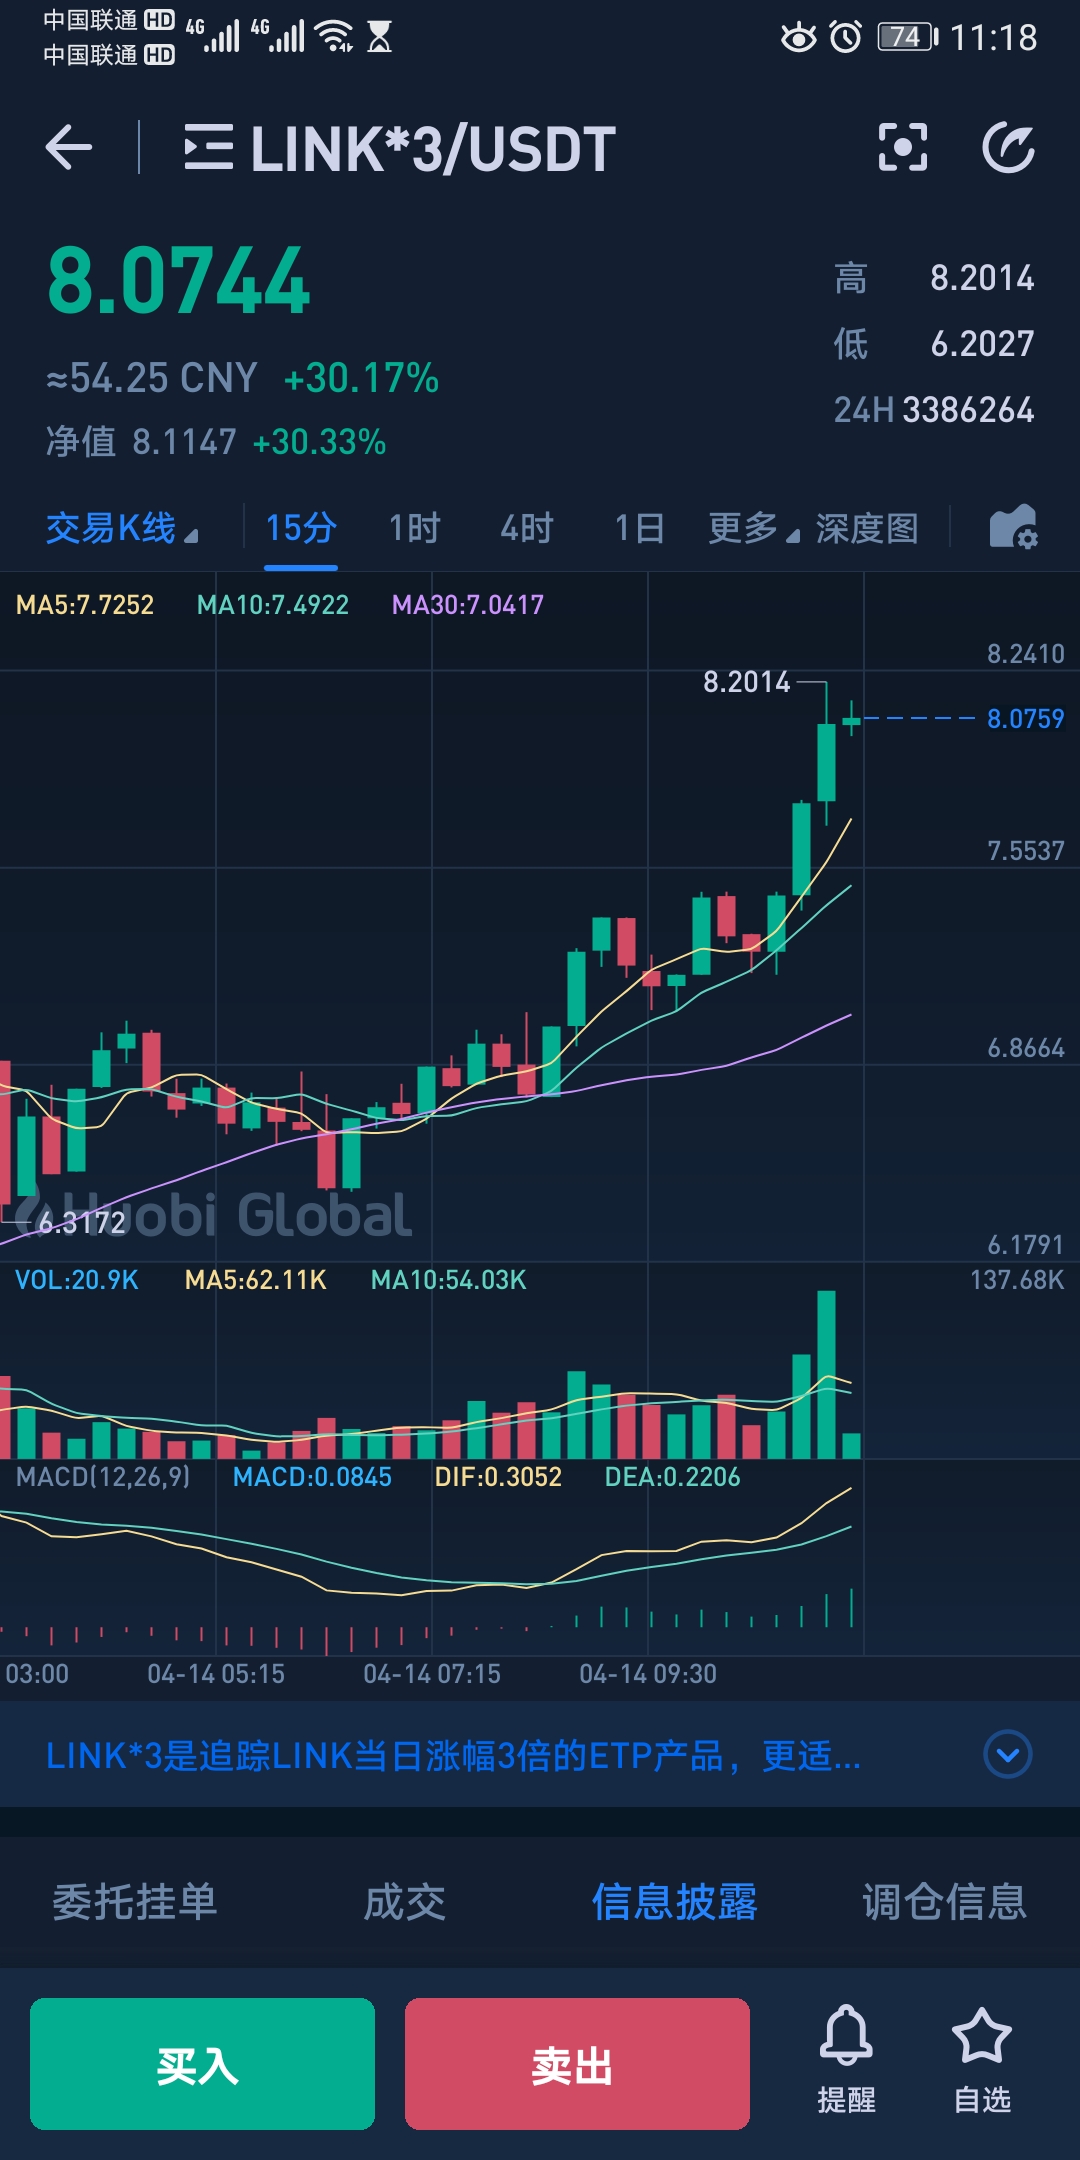 中国联通 HD 4G 4G 74 11:18
中国联通 HD
LINK*3/USDT
8.0744
≈54.25 CNY +30.17%
净值 8.1147 +30.33%
高 8.2014
低 6.2027
24H 3386264
交易K线 15分 1时 4时 1日 更多 深度图
MA5:7.7252 MA10:7.4922 MA30:7.0417
8.2410
8.2014
8.0759
7.5537
6.8664
Huobi Global
6.3172
6.1791
VOL:20.9K MA5:62.11K MA10:54.03K 137.68K
MACD(12,26,9) MACD:0.0845 DIF:0.3052 DEA:0.2206
03:00 04-14 05:15 04-14 07:15 04-14 09:30
LINK*3是追踪LINK当日涨幅3倍的ETP产品，更适...
委托挂单 成交 信息披露 调仓信息
买入 卖出 提醒 自选